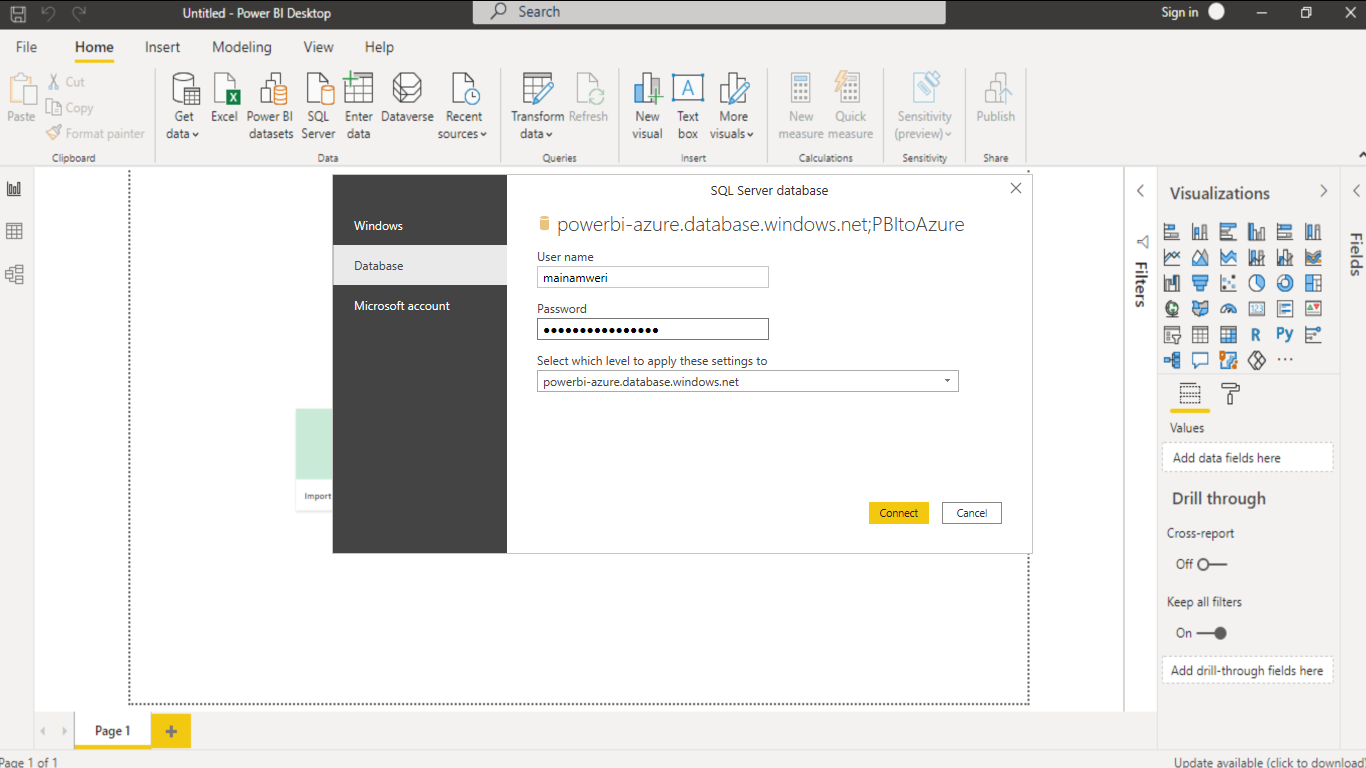 Untitled - Power BI Desktop
Search
Sign in
File Home Insert Modeling View Help
Paste
Cut
Copy
Format painter
Clipboard
Get data
Excel
Power BI datasets
SQL Server
Enter data
Dataverse
Recent sources
Data
Transform data
Refresh
Queries
New visual
Text box
More visuals
Insert
New measure
Quick measure
Calculations
Sensitivity (preview)
Sensitivity
Publish
Share
SQL Server database
Windows
Database
Microsoft account
powerbi-azure.database.windows.net;PBItoAzure
User name
mainamweri
Password
Select which level to apply these settings to
powerbi-azure.database.windows.net
Connect
Cancel
Import
Filters
Visualizations
Fields
R
Py
123
A
Values
Add data fields here
Drill through
Cross-report
Off
Keep all filters
On
Add drill-through fields here
Page 1
Page 1 of 1
Update available (click to download)